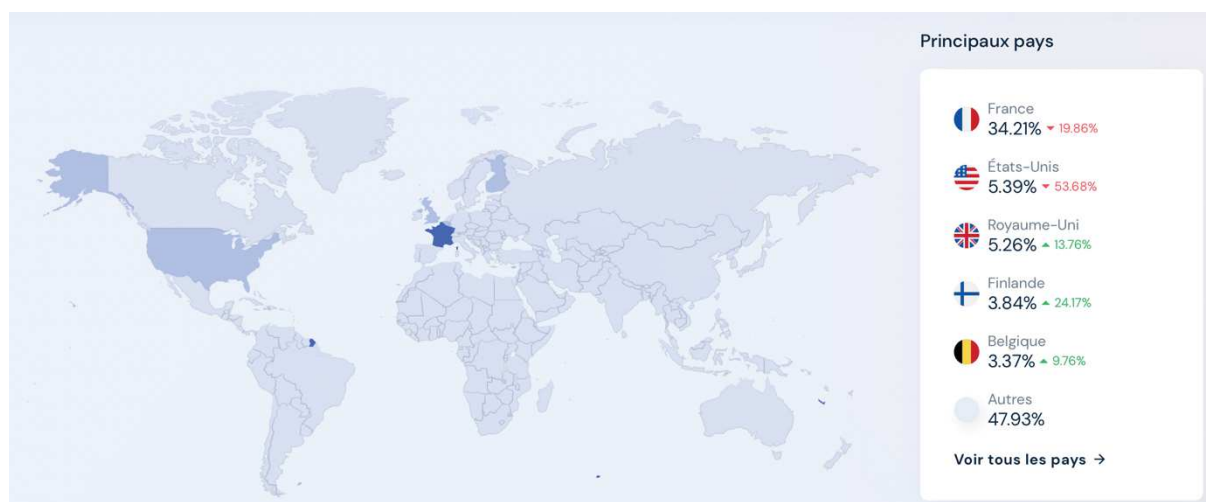 Principaux pays
France
34.21% ▼ 19.86%
États-Unis
5.39% ▼ 53.68%
Royaume-Uni
5.26% ▲ 13.76%
Finlande
3.84% ▲ 24.17%
Belgique
3.37% ▲ 9.76%
Autres
47.93%
Voir tous les pays →